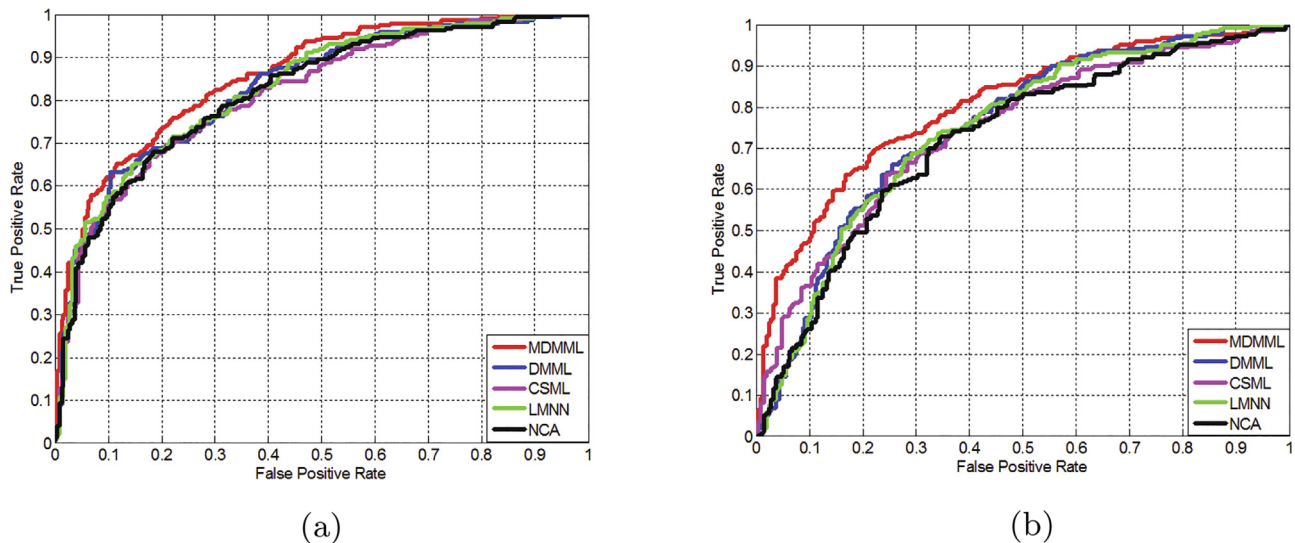 True Positive Rate
1
0.9
0.8
0.7
0.6
0.5
0.4
0.3
0.2
0.1
0
MDMML
DMML
CSML
LMNN
NCA
0 0.1 0.2 0.3 0.4 0.5 0.6 0.7 0.8 0.9 1
False Positive Rate
(a)
True Positive Rate
1
0.9
0.8
0.7
0.6
0.5
0.4
0.3
0.2
0.1
0
MDMML
DMML
CSML
LMNN
NCA
0 0.1 0.2 0.3 0.4 0.5 0.6 0.7 0.8 0.9 1
False Positive Rate
(b)